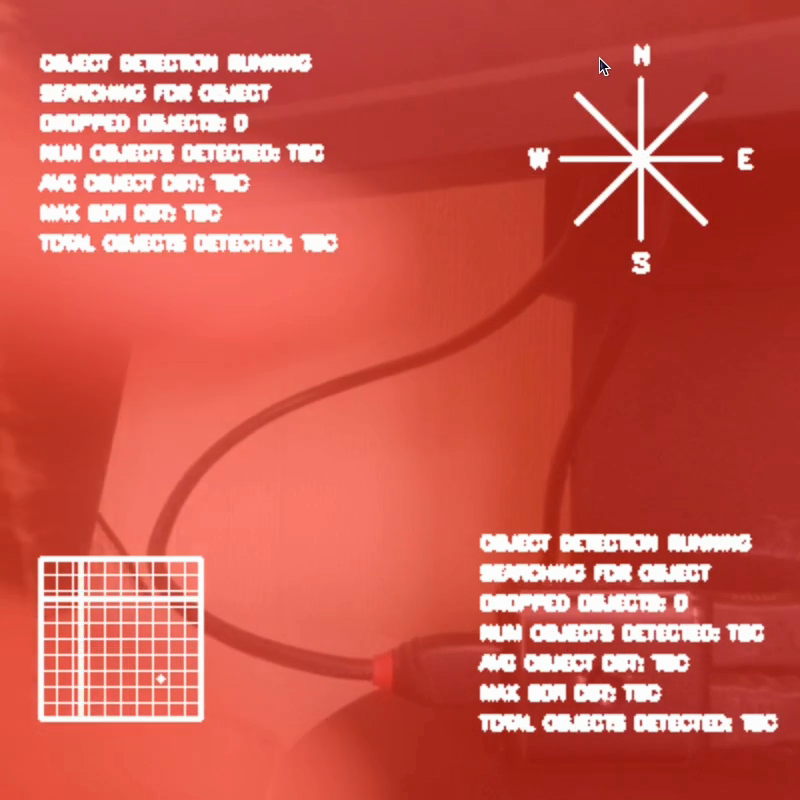 OBJECT DETECTION RUNNING
SEARCHING FOR OBJECT
DROPPED OBJECTS: 0
NUM OBJECTS DETECTED: TBC
AVG OBJECT DIST: TBC
MAX DIST: TBC
TOTAL OBJECTS DETECTED: TBC
N
W E
S
OBJECT DETECTION RUNNING
SEARCHING FOR OBJECT
DROPPED OBJECTS: 0
NUM OBJECTS DETECTED: TBC
AVG OBJECT DIST: TBC
MAX DIST: TBC
TOTAL OBJECTS DETECTED: TBC